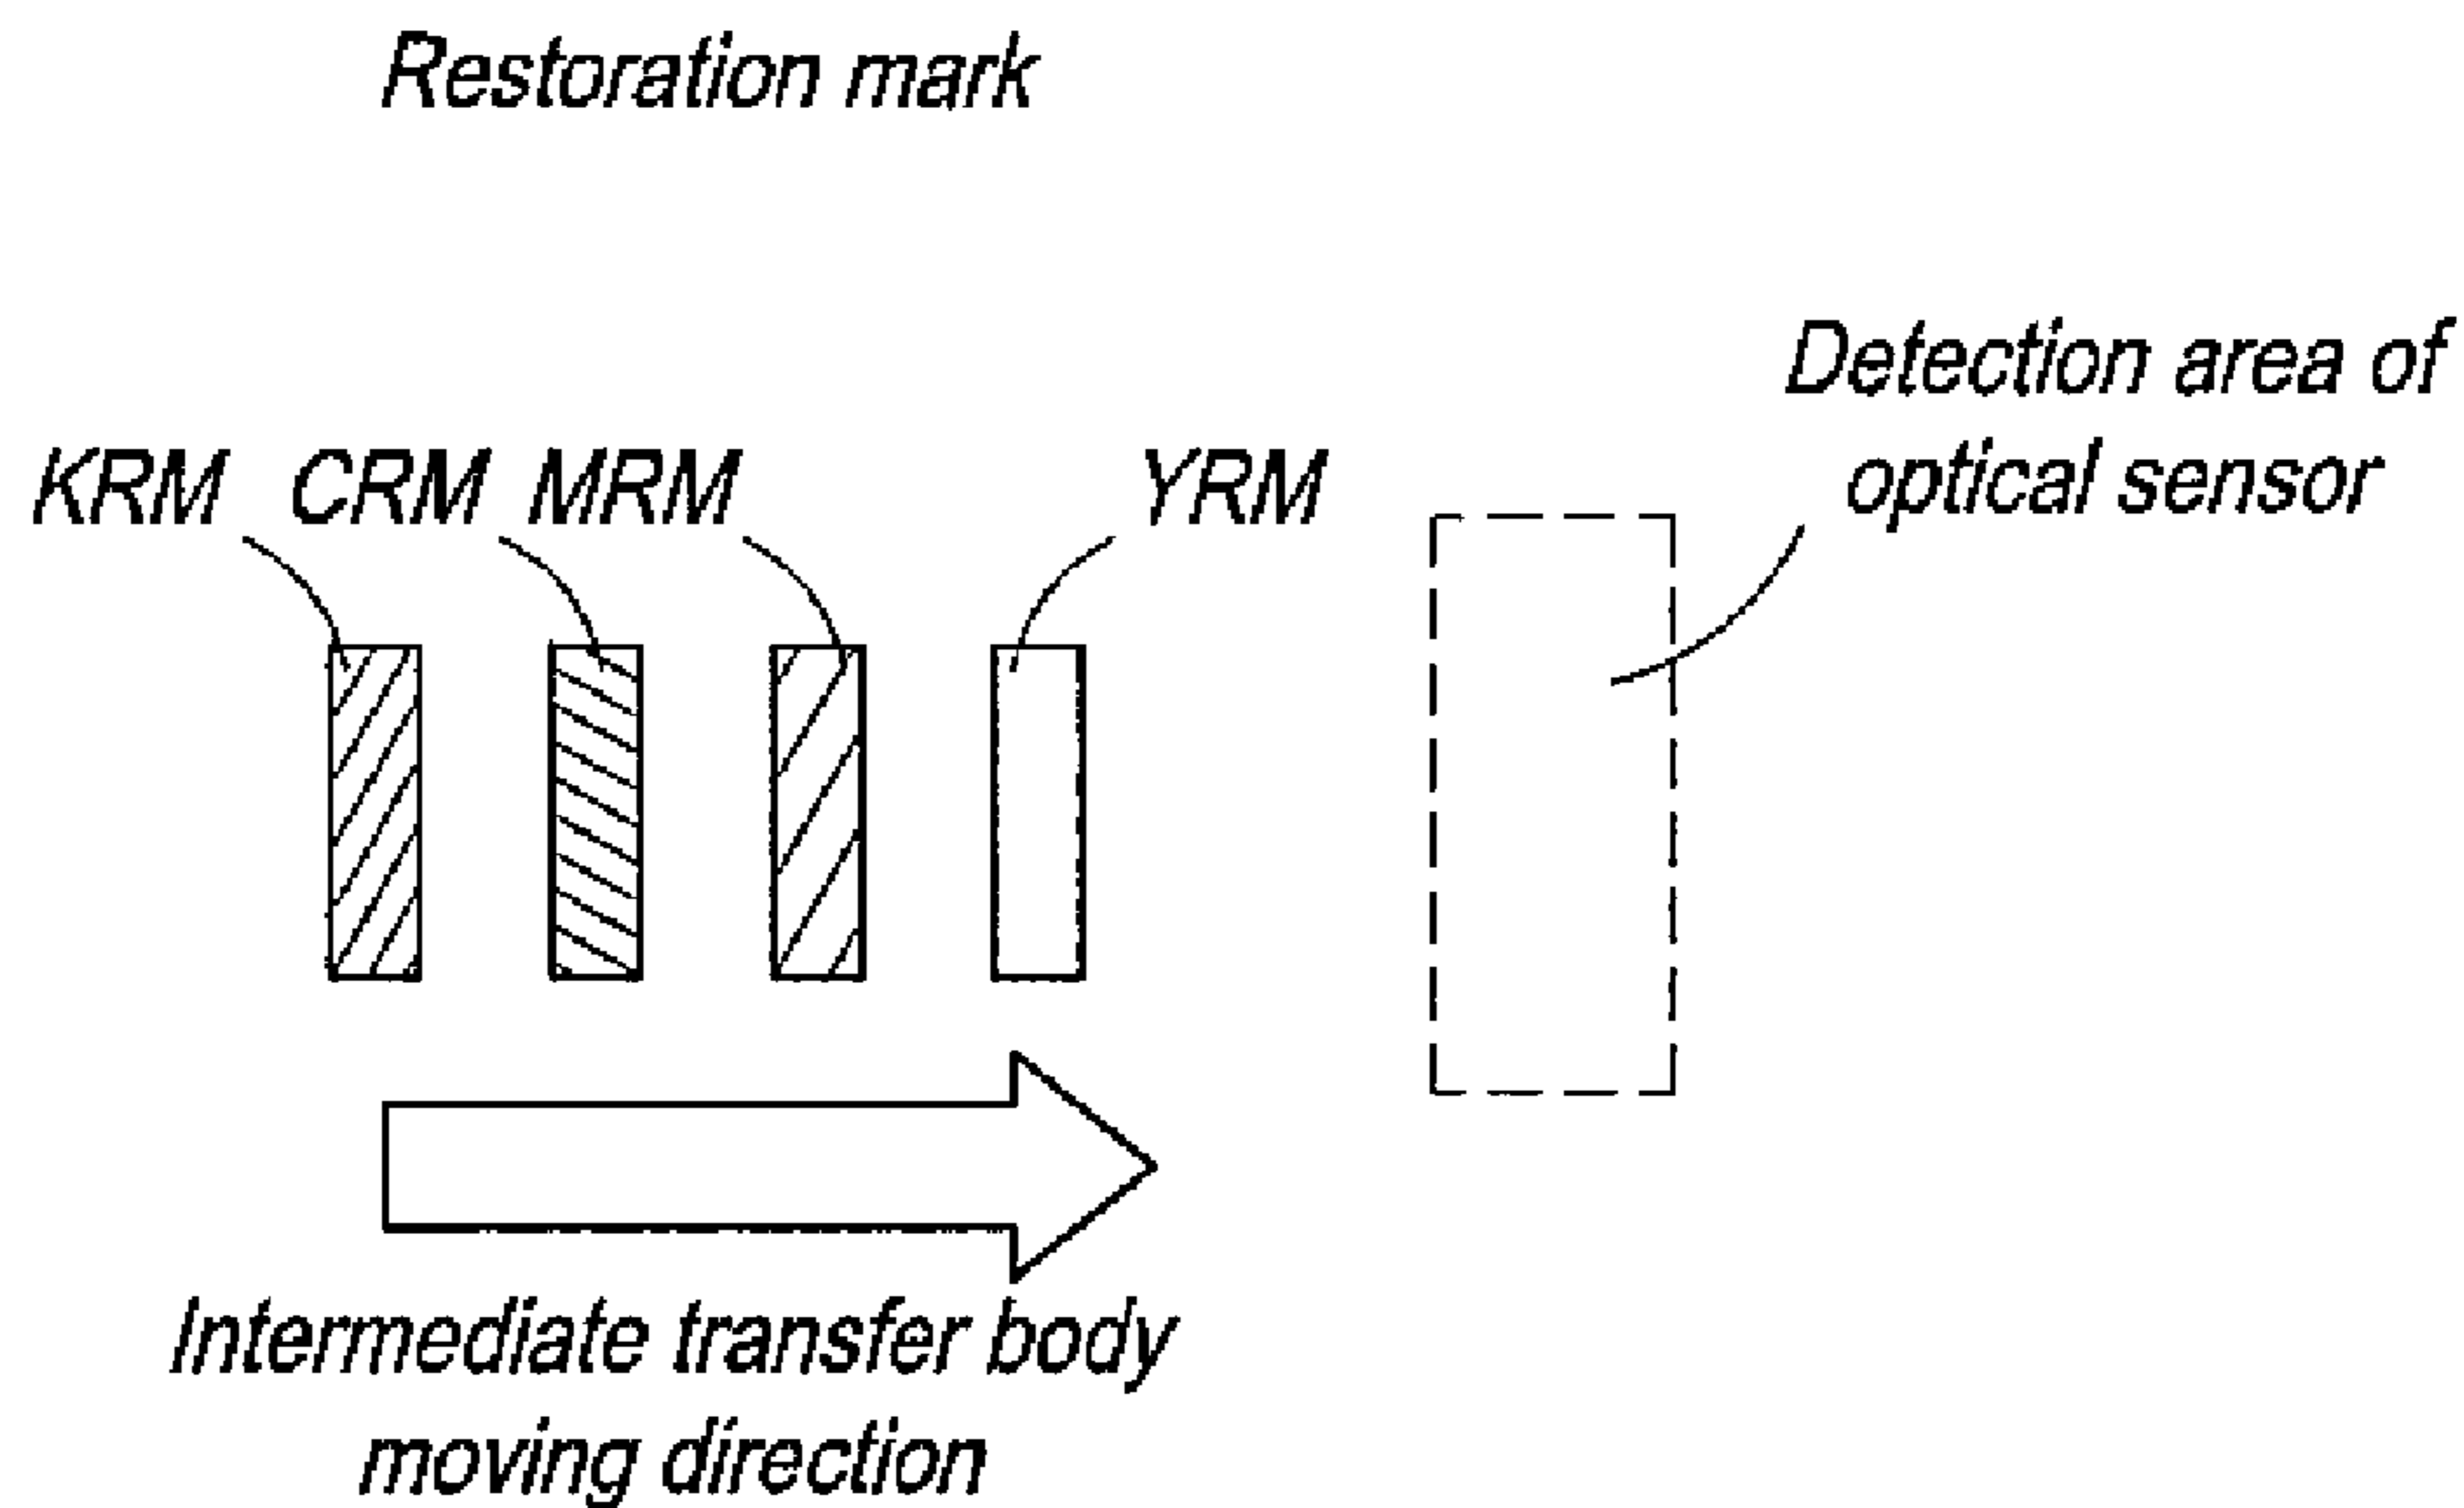 Restoration mark
Detection area of
optical sensor
KRM CRM MRM YRM
Intermediate transfer body
moving direction